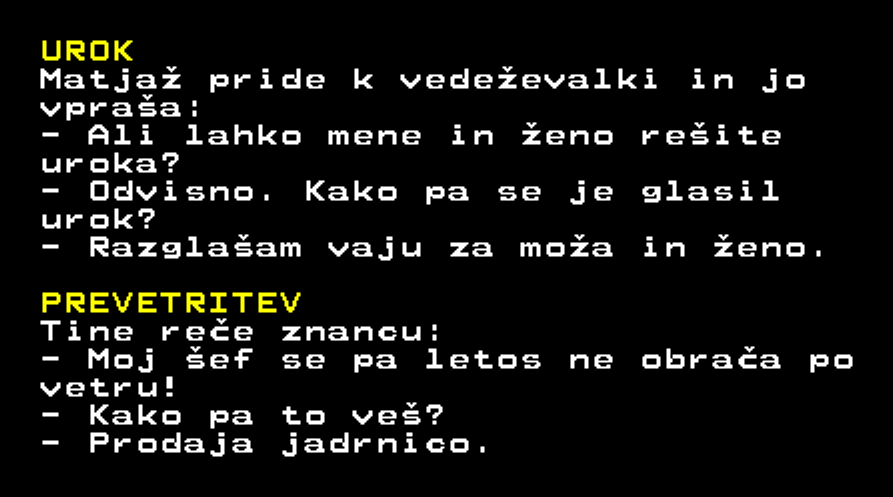 UROK
Matjaž pride k vedeževalki in jo
vpraša:
- Ali lahko mene in ženo rešite
uroka?
- Odvisno. Kako pa se je glasil
urok?
- Razglašam vaju za moža in ženo.
PREVETRITEV
Tine reče znancu:
- Moj šef se pa letos ne obrača po
vetru!
- Kako pa to veš?
- Prodaja jadrnico.